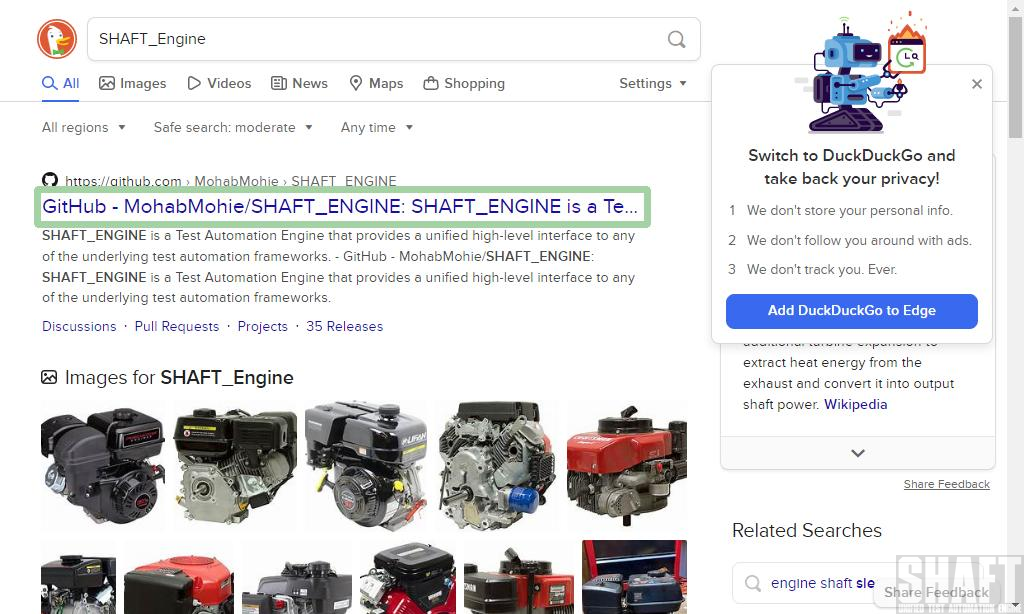 SHAFT_Engine
All
Images
Videos
News
Maps
Shopping
Settings
All regions
Safe search: moderate
Any time
https://github.com › MohabMohie › SHAFT_ENGINE
GitHub - MohabMohie/SHAFT_ENGINE: SHAFT_ENGINE is a Te...
SHAFT_ENGINE is a Test Automation Engine that provides a unified high-level interface to any
of the underlying test automation frameworks. - GitHub - MohabMohie/SHAFT_ENGINE:
SHAFT_ENGINE is a Test Automation Engine that provides a unified high-level interface to any
of the underlying test automation frameworks.
Discussions · Pull Requests · Projects · 35 Releases
Images for SHAFT_Engine
Switch to DuckDuckGo and
take back your privacy!
1 We don't store your personal info.
2 We don't follow you around with ads.
3 We don't track you. Ever.
Add DuckDuckGo to Edge
additional turbine expansion to
extract heat energy from the
exhaust and convert it into output
shaft power. Wikipedia
Share Feedback
Related Searches
engine shaft sle
Share Feedback
SHAFT